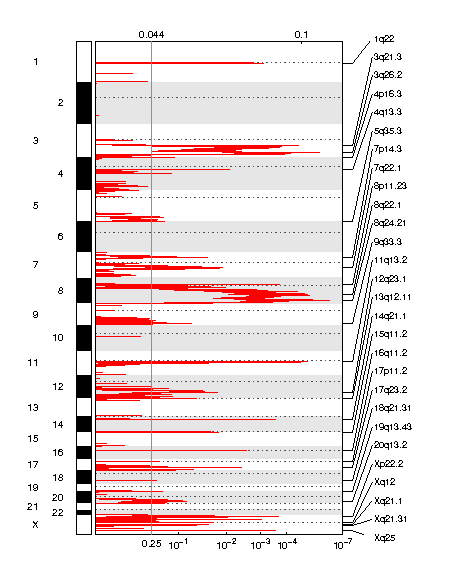 0.044 0.1
1
2
3
4
5
6
7
8
9
10
11
12
13
14
15
16
17
18
19
20
21
22
X
1q22
3q21.3
3q26.2
4p16.3
4q13.3
5q35.3
7p14.3
7q22.1
8p11.23
8q22.1
8q24.21
9q33.3
11q13.2
12q23.1
13q12.11
14q21.1
15q11.2
16q11.2
17p11.2
17q23.2
18q21.31
19q13.43
20q13.2
Xp22.2
Xq12
Xq21.1
Xq21.31
Xq25
0.25 10⁻¹ 10⁻² 10⁻³ 10⁻⁴ 10⁻⁷